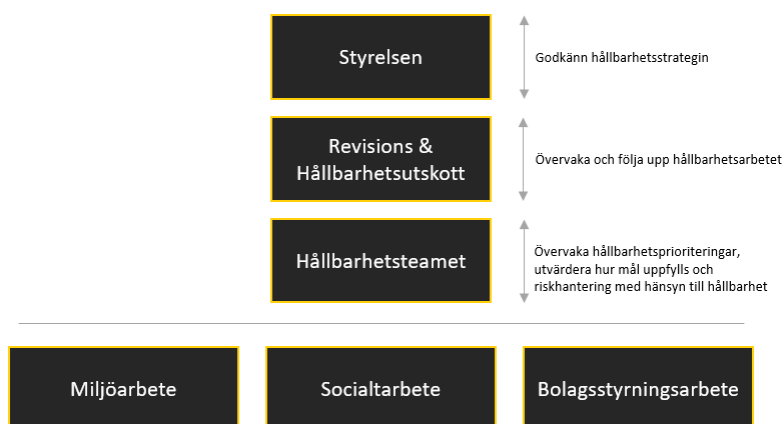 Styrelsen
Godkänn hållbarhetsstrategin
Revisions &
Hållbarhetsutskott
Övervaka och följa upp hållbarhetsarbetet
Hållbarhetsteamet
Övervaka hållbarhetsprioriteringar,
utvärdera hur mål uppfylls och
riskhantering med hänsyn till hållbarhet
Miljöarbete
Socialtarbete
Bolagsstyrningsarbete